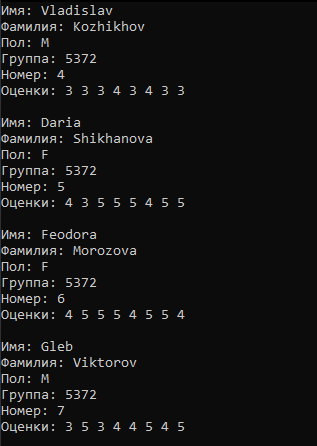 Имя: Vladislav
Фамилия: Kozhikhov
Пол: M
Группа: 5372
Номер: 4
Оценки: 3 3 3 4 3 4 3 3
Имя: Daria
Фамилия: Shikhanova
Пол: F
Группа: 5372
Номер: 5
Оценки: 4 3 5 5 5 4 5 5
Имя: Feodora
Фамилия: Morozova
Пол: F
Группа: 5372
Номер: 6
Оценки: 4 5 5 5 4 5 5 4
Имя: Gleb
Фамилия: Viktorov
Пол: M
Группа: 5372
Номер: 7
Оценки: 3 5 3 4 4 5 4 5